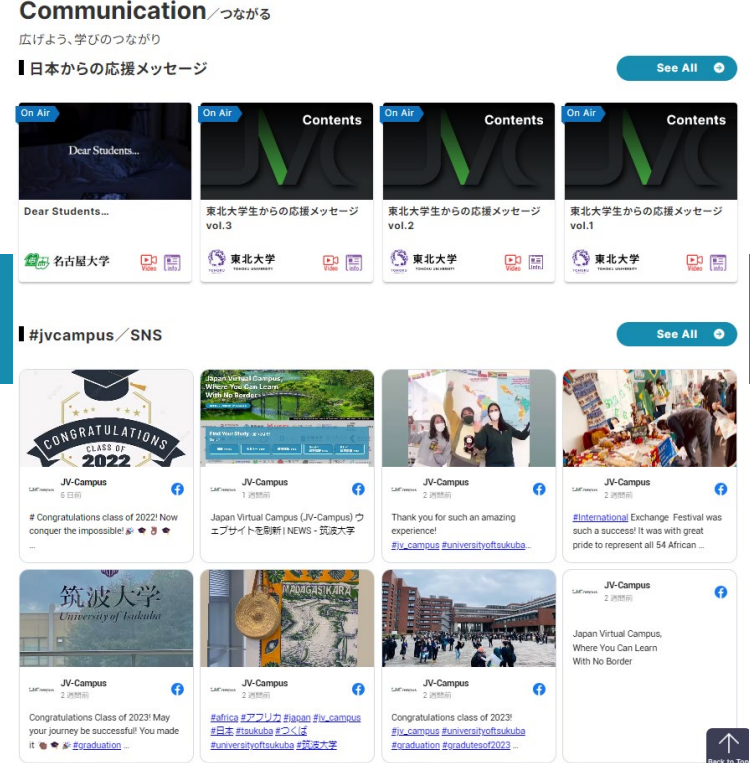 Communication／つながる
広げよう、学びのつながり
日本からの応援メッセージ
See All
On Air
Dear Students...
Dear Students…
名古屋大学
Video
Info.
On Air
Contents
東北大学生からの応援メッセージ
vol.3
東北大学
TOHOKU UNIVERSITY
Video
Info.
On Air
Contents
東北大学生からの応援メッセージ
vol.2
東北大学
TOHOKU UNIVERSITY
Video
Info.
On Air
Contents
東北大学生からの応援メッセージ
vol.1
東北大学
TOHOKU UNIVERSITY
Video
Info.
#jvcampus／SNS
See All
CONGRATULATIONS
CLASS OF
2022
JV-Campus
6 日前
# Congratulations class of 2022! Now
conquer the impossible!🎉 🎓
...
Japan Virtual Campus,
Where You Can Learn
With No Border
Find Your Study
JV-Campus
1 週間前
Japan Virtual Campus (JV-Campus) ウ
ェブサイトを刷新 | NEWS - 筑波大学
JV-Campus
2 週間前
Thank you for such an amazing
experience!
#jv_campus #universityoftsukuba...
JV-Campus
2 週間前
#International Exchange Festival was
such a success! It was with great
pride to represent all 54 African ...
筑波大学
University of Tsukuba
JV-Campus
2 週間前
Congratulations Class of 2023! May
your journey be successful! You made
it 🎓 🎉 #graduation ...
MADAGASIKARA
JV-Campus
2 週間前
#africa #アフリカ #japan #jv_campus
#日本 #tsukuba #つくば
#universityoftsukuba #筑波大学
JV-Campus
2 週間前
Congratulations class of 2023!
#jv_campus #universityoftsukuba
#graduation #gradutesof2023 ...
JV-Campus
2 週間前
Japan Virtual Campus,
Where You Can Learn
With No Border
Back to Top